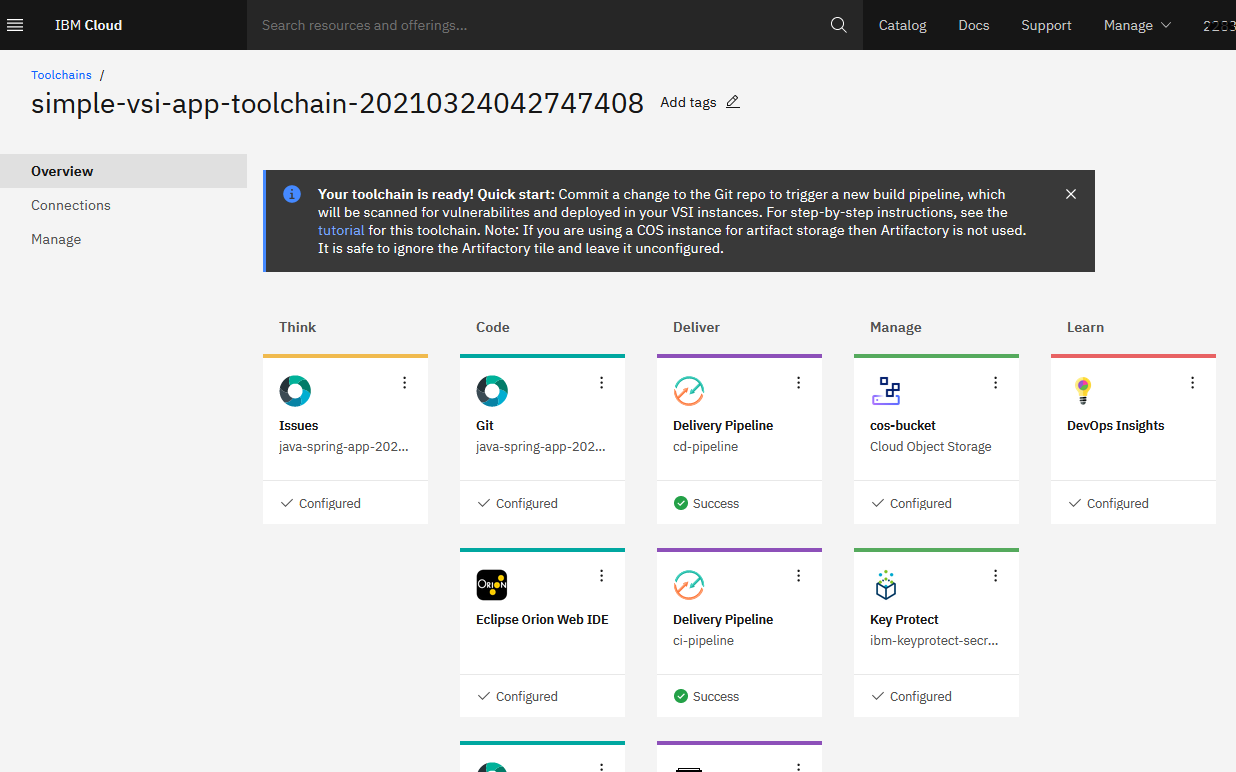 IBM Cloud
Search resources and offerings...
Catalog
Docs
Support
Manage
Toolchains /
simple-vsi-app-toolchain-20210324042747408
Add tags
Overview
Connections
Manage
Your toolchain is ready! Quick start: Commit a change to the Git repo to trigger a new build pipeline, which
will be scanned for vulnerabilites and deployed in your VSI instances. For step-by-step instructions, see the
tutorial for this toolchain. Note: If you are using a COS instance for artifact storage then Artifactory is not used.
It is safe to ignore the Artifactory tile and leave it unconfigured.
Think
Code
Deliver
Manage
Learn
Issues
java-spring-app-202...
Configured
Git
java-spring-app-202...
Configured
Delivery Pipeline
cd-pipeline
Success
cos-bucket
Cloud Object Storage
Configured
DevOps Insights
Configured
ORION
Eclipse Orion Web IDE
Configured
Delivery Pipeline
ci-pipeline
Success
Key Protect
ibm-keyprotect-secr...
Configured